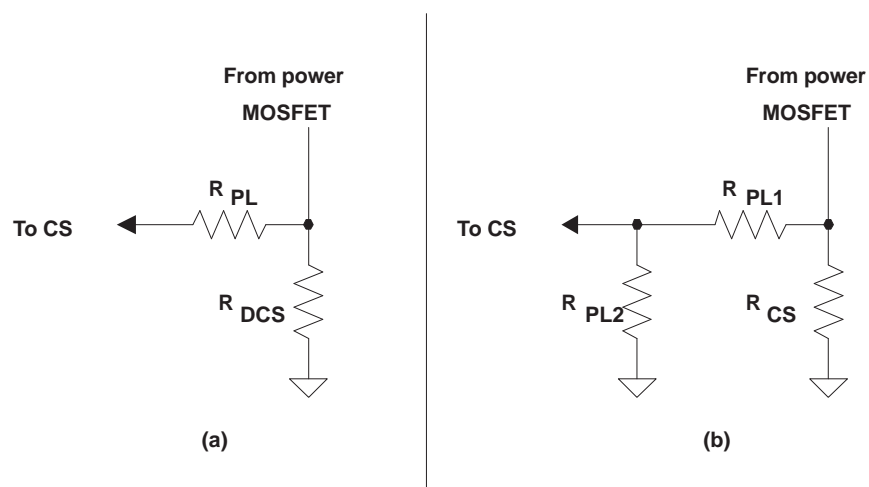 From power
MOSFET
R PL
To CS
R DCS
(a)
From power
MOSFET
R PL1
To CS
R PL2
R CS
(b)